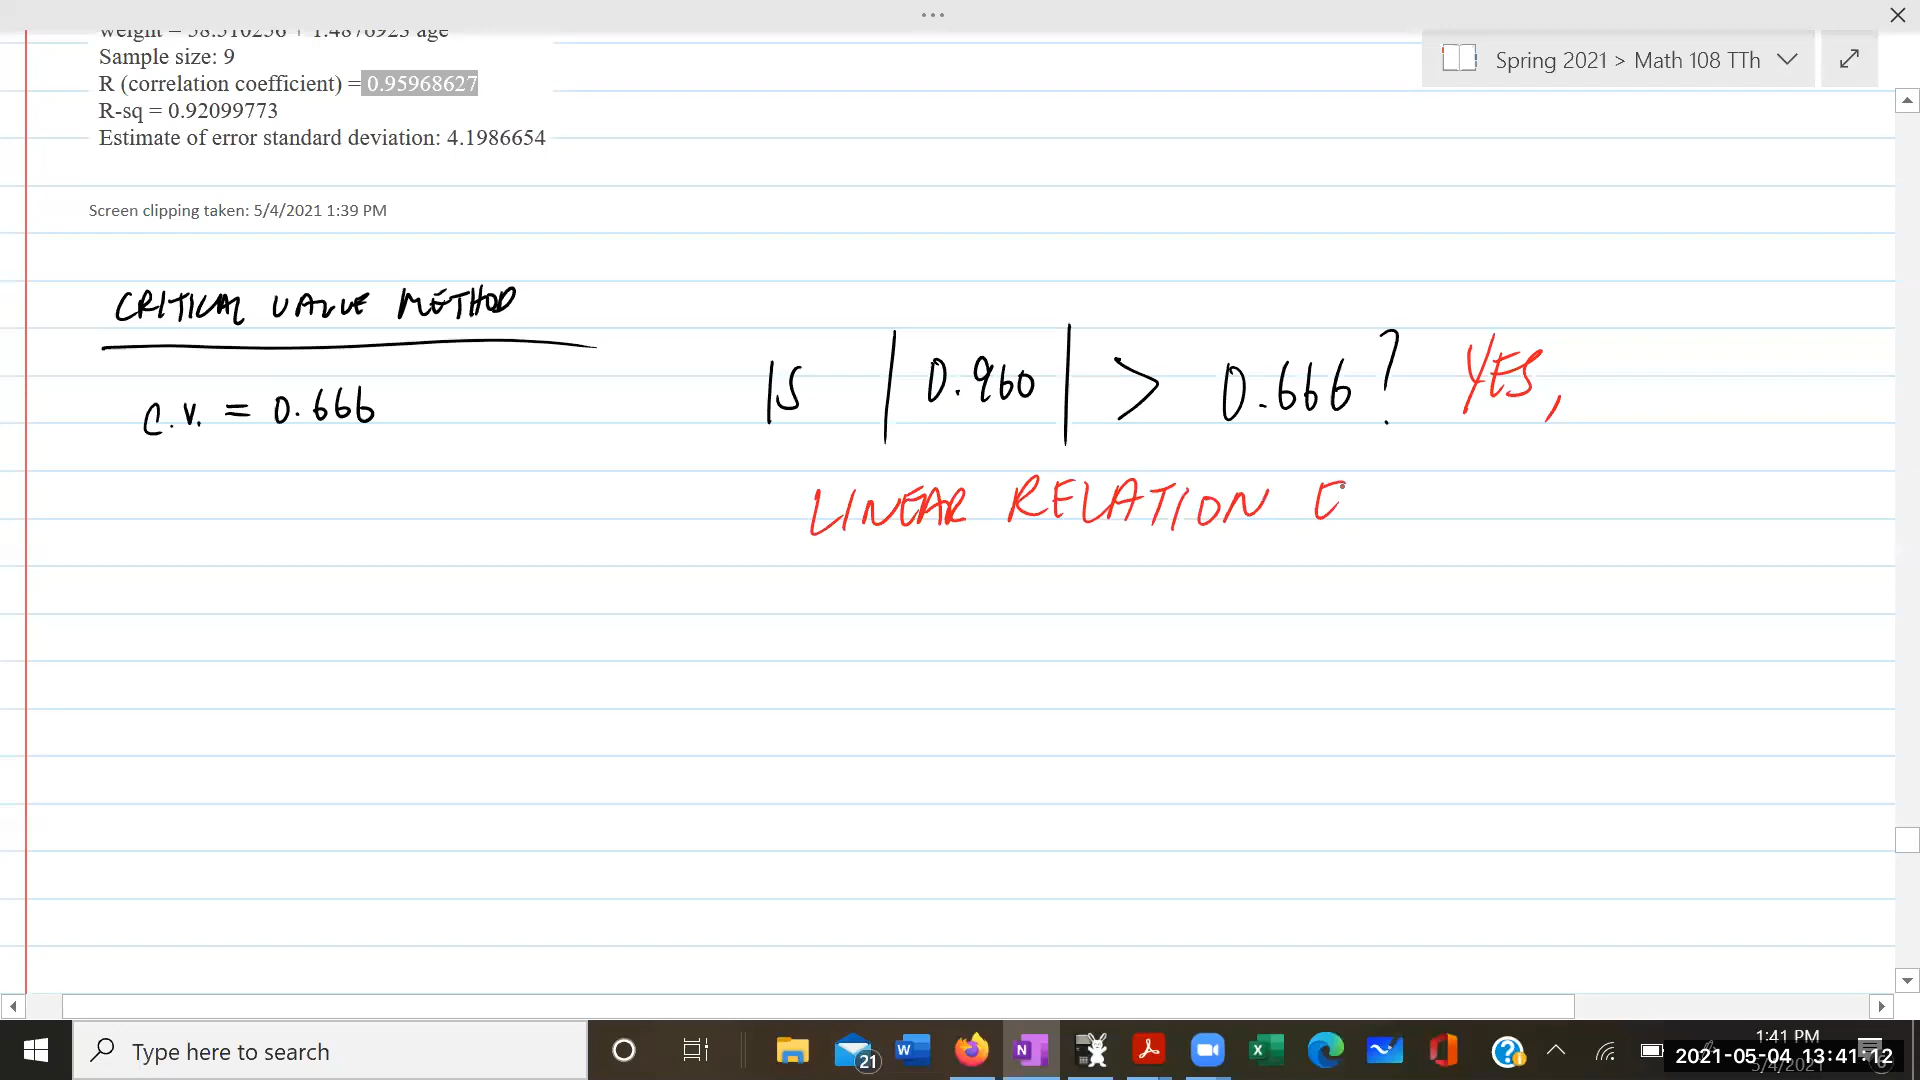 Spring 2021 > Math 108 TTh
Sample size: 9
R (correlation coefficient) = 0.95968627
R-sq = 0.92099773
Estimate of error standard deviation: 4.1986654
Screen clipping taken: 5/4/2021 1:39 PM
CRITICAL VALUE METHOD
C.V. = 0.666
IS | 0.960 | > 0.666? YES,
LINEAR RELATION E
Type here to search
21
1:41 PM
2021-05-04 13:41:12